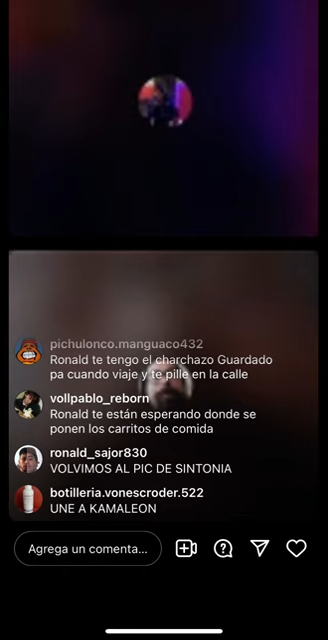 pichulonco.manguaco432
Ronald te tengo el charchazo Guardado
pa cuando viaje y te pille en la calle
vollpablo_reborn
Ronald te están esperando donde se
ponen los carritos de comida
ronald_sajor830
VOLVIMOS AL PIC DE SINTONIA
botilleria.vonescroder.522
UNE A KAMALEON
Agrega un comenta...